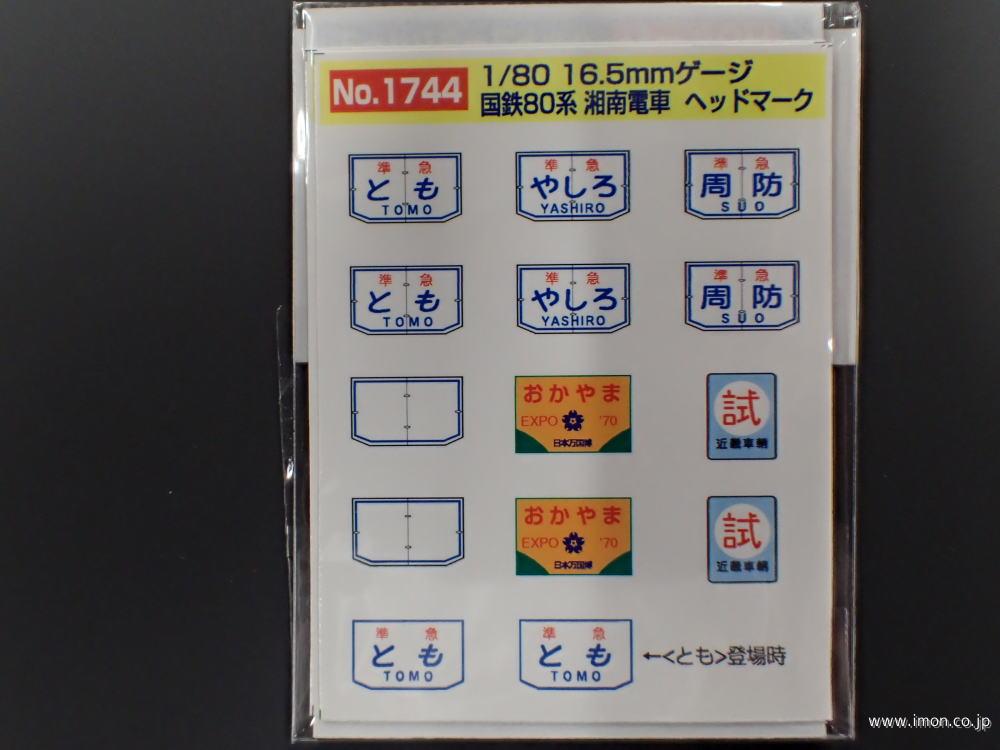 No.1744
1/80 16.5mmゲージ
国鉄80系 湘南電車 ヘッドマーク
準 急
とも
TOMO
準 急
やしろ
YASHIRO
準 急
周防
SUO
準 急
とも
TOMO
準 急
やしろ
YASHIRO
準 急
周防
SUO
おかやま
EXPO '70
日本万国博
試
近畿車輌
おかやま
EXPO '70
日本万国博
試
近畿車輌
準 急
とも
TOMO
準 急
とも
TOMO
←<とも>登場時
www.imon.co.jp